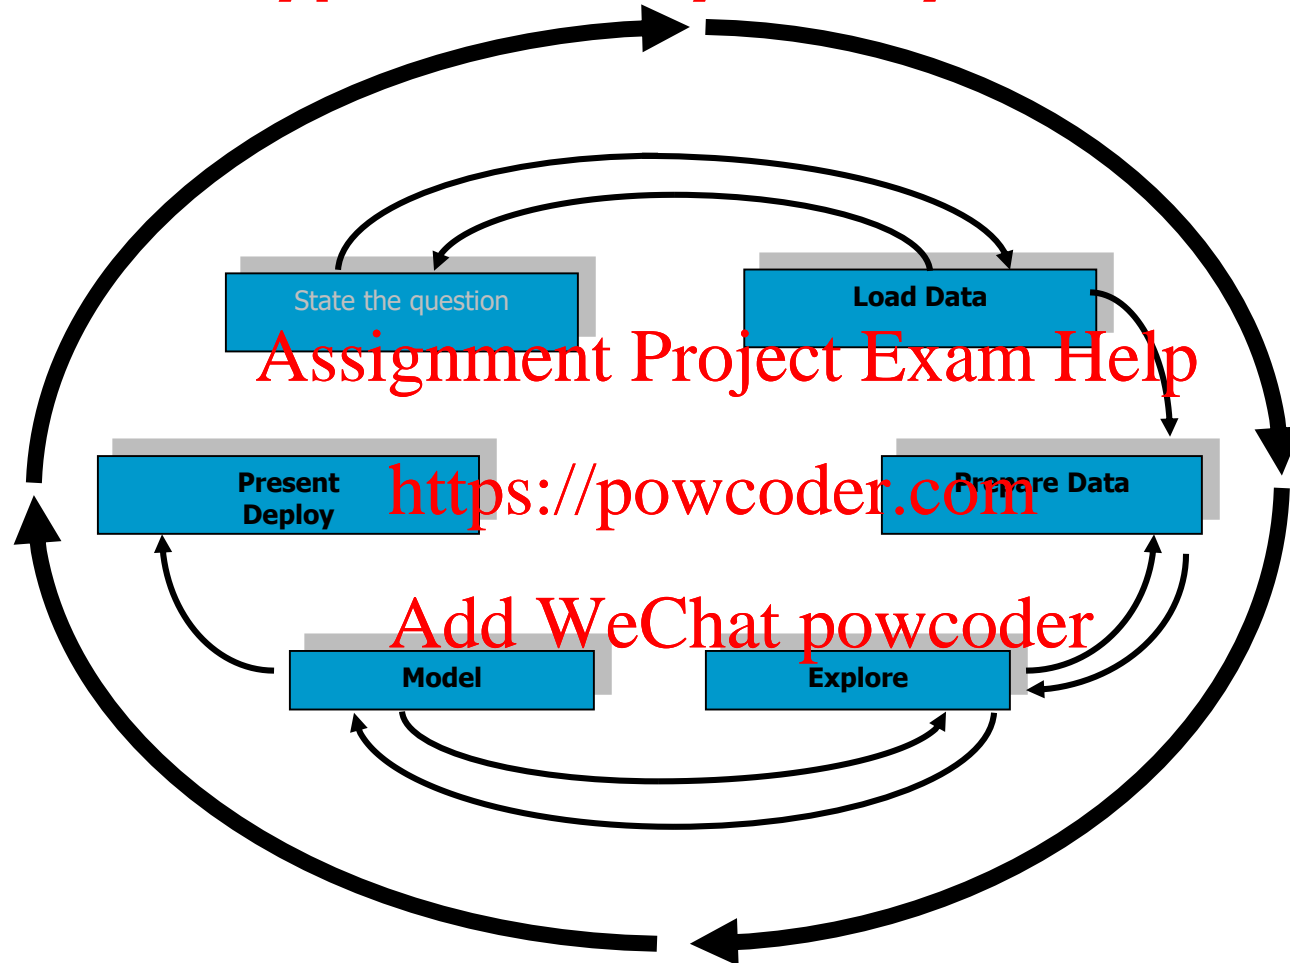 State the question
Load Data
Assignment Project Exam Help
Present
Deploy
https://powcoder.com
Prepare Data
Add WeChat powcoder
Model
Explore